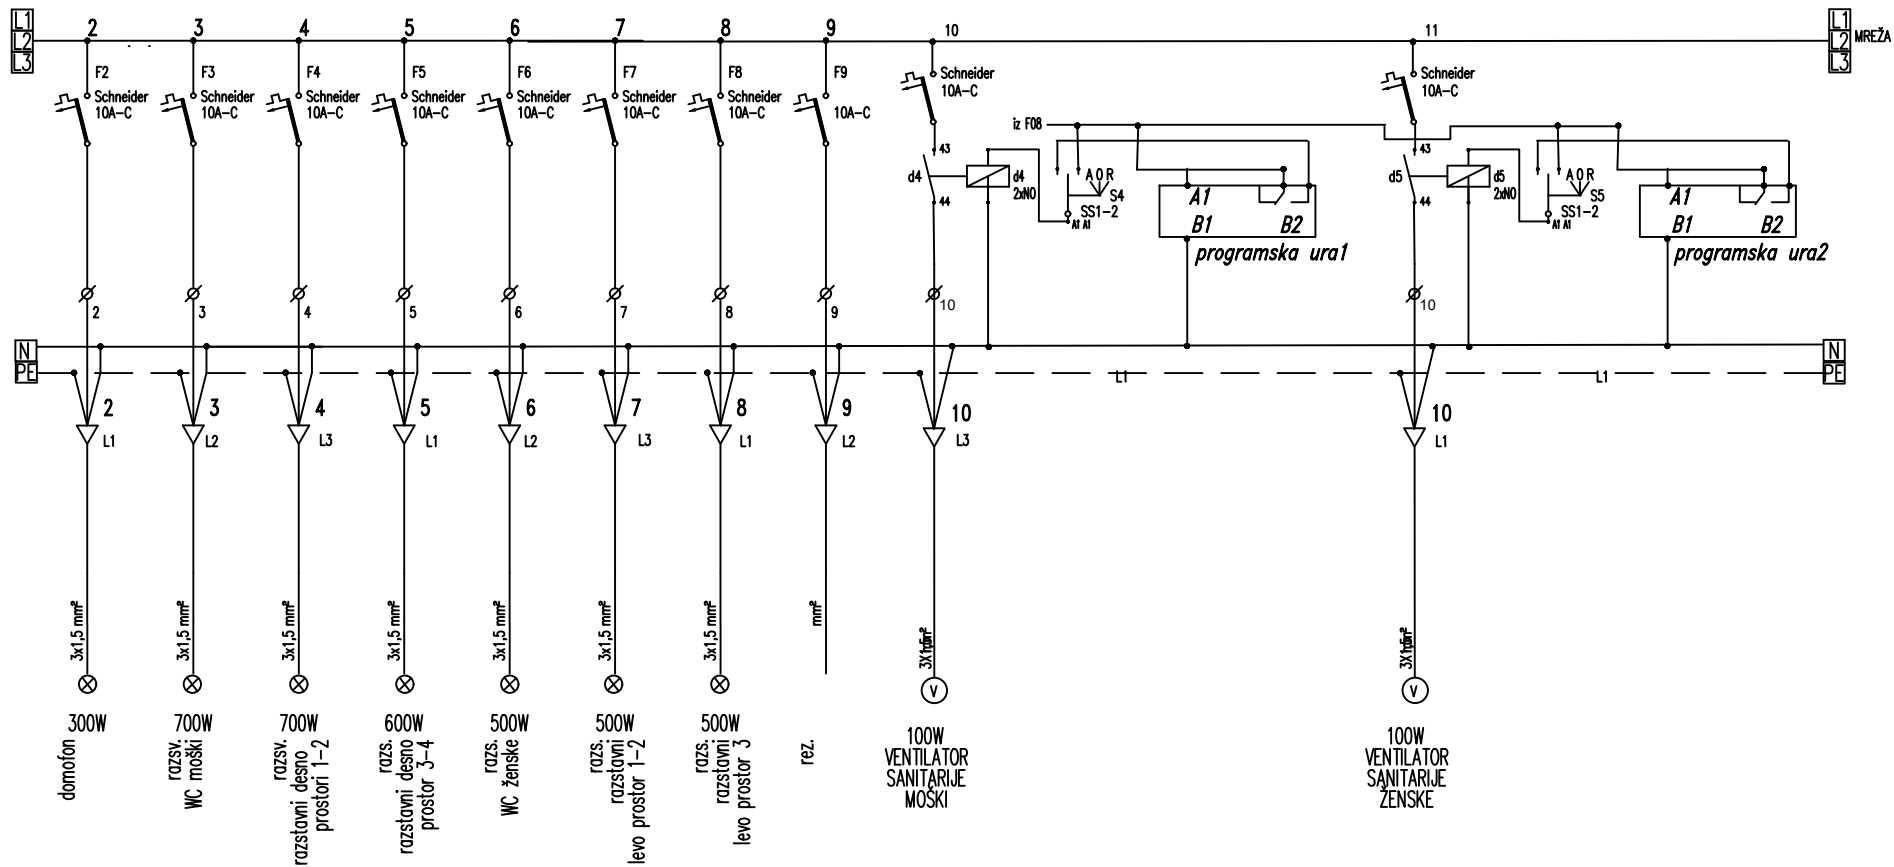 L1
L2
L3
2 3 4 5 6 7 8 9 10 11
L1
L2 MREŽA
L3
F2 F3 F4 F5 F6 F7 F8 F9
Schneider
10A-C
Schneider
10A-C
Schneider
10A-C
Schneider
10A-C
Schneider
10A-C
Schneider
10A-C
Schneider
10A-C
10A-C
Schneider
10A-C
Schneider
10A-C
iz F08
43
d4
44
d4
2xNO
A O R
S4
SS1-2
A1 A1
A1
B1 B2
programska ura1
43
d5
44
d5
2xNO
A O R
S5
SS1-2
A1 A1
A1
B1 B2
programska ura2
2 3 4 5 6 7 8 9 10 10
N
PE
L1
L1
N
PE
2 3 4 5 6 7 8 9 10 10
L1 L2 L3 L1 L2 L3 L1 L2 L3 L1
3x1,5 mm²
3x1,5 mm²
3x1,5 mm²
3x1,5 mm²
3x1,5 mm²
3x1,5 mm²
3x1,5 mm²
mm²
300W
domofon
700W
razsv.
WC moški
700W
razsv.
razstavni desno
prostori 1-2
600W
razs.
razstavni desno
prostor 3-4
500W
razs.
WC ženske
500W
razs.
razstavni
levo prostor 1-2
500W
razs.
razstavni
levo prostor 3
rez.
V
100W
VENTILATOR
SANITARIJE
MOŠKI
V
100W
VENTILATOR
SANITARIJE
ŽENSKE